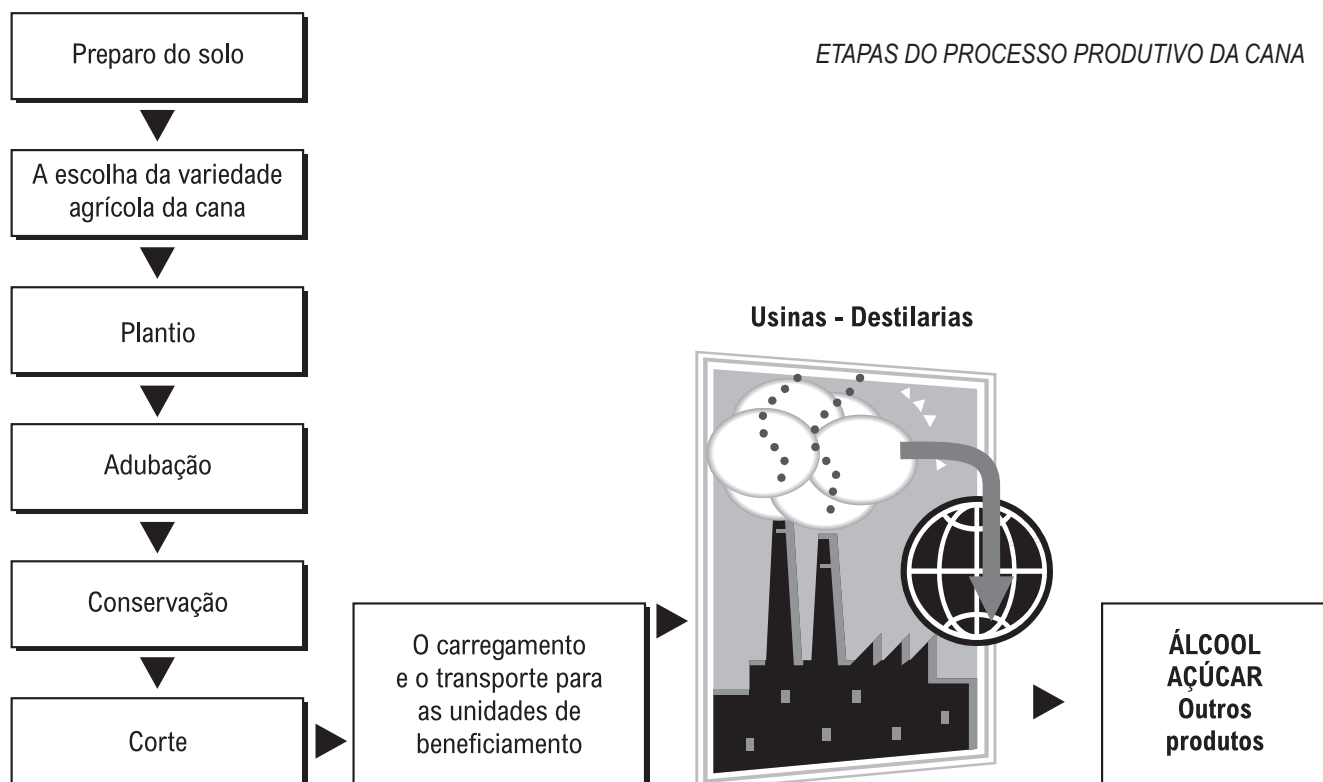 ETAPAS DO PROCESSO PRODUTIVO DA CANA
Preparo do solo
A escolha da variedade
agrícola da cana
Plantio
Adubação
Conservação
Corte
O carregamento
e o transporte para
as unidades de
beneficiamento
Usinas - Destilarias
ÁLCOOL
AÇÚCAR
Outros
produtos